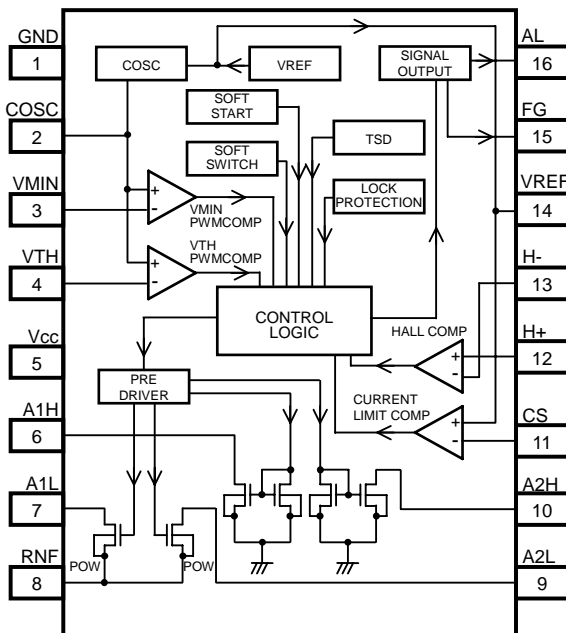 GND
1
COSC
2
VMIN
3
VTH
4
Vcc
5
A1H
6
A1L
7
RNF
8
COSC
VREF
SIGNAL
OUTPUT
SOFT
START
SOFT
SWITCH
TSD
LOCK
PROTECTION
+
-
VMIN
PWMCOMP
+
-
VTH
PWMCOMP
CONTROL
LOGIC
HALL COMP
+
-
PRE
DRIVER
CURRENT
LIMIT COMP
+
-
POW
POW
AL
16
FG
15
VREF
14
H-
13
H+
12
CS
11
A2H
10
A2L
9